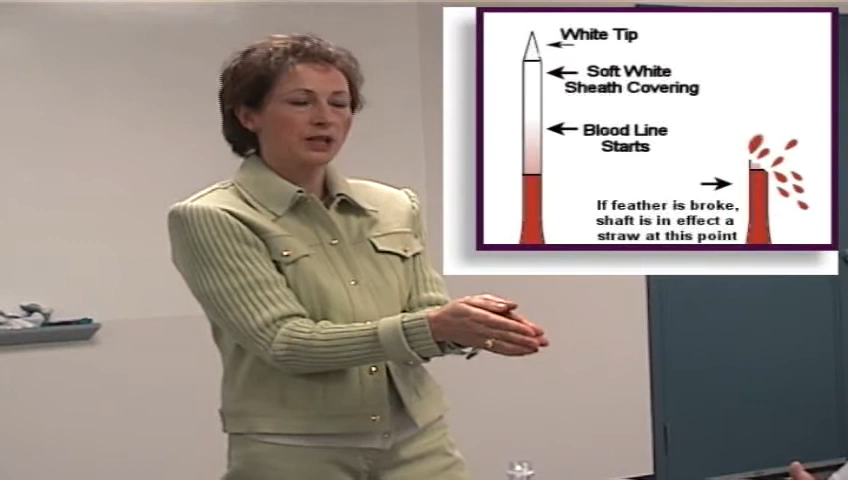 White Tip
Soft White
Sheath Covering
Blood Line
Starts
If feather is broke,
shaft is in effect a
straw at this point